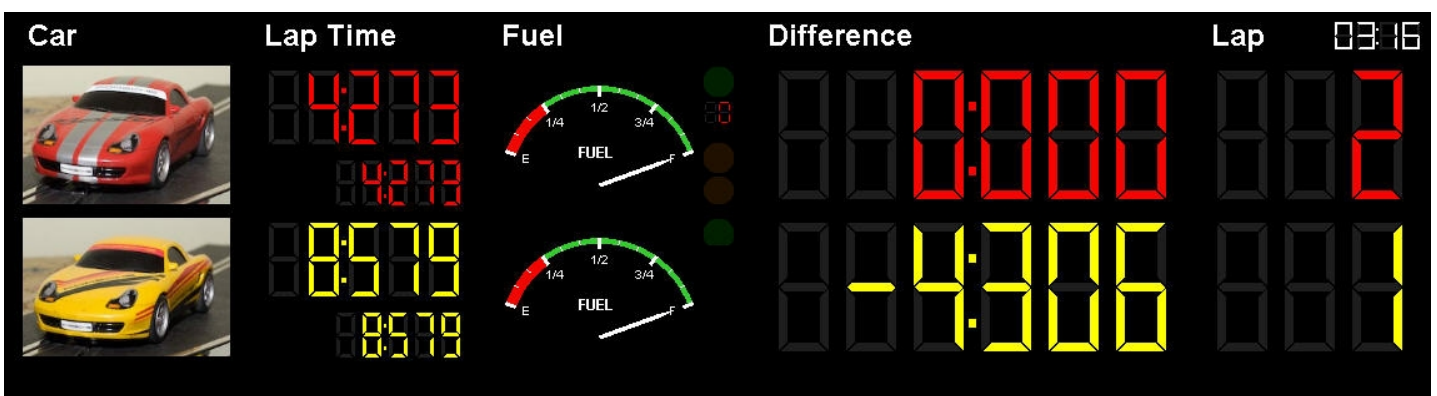 Car Lap Time Fuel Difference Lap 03:16
4:273 0:000 2
1/2
1/4 3/4
E FUEL F
4:273
8:579 -4:306 1
1/2
1/4 3/4
E FUEL F
8:579